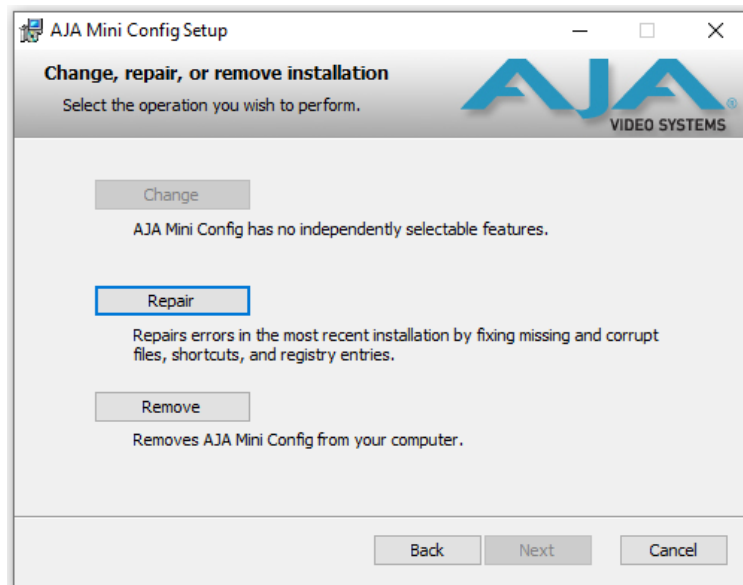 AJA Mini Config Setup
Change, repair, or remove installation
Select the operation you wish to perform.
AJA
VIDEO SYSTEMS
Change
AJA Mini Config has no independently selectable features.
Repair
Repairs errors in the most recent installation by fixing missing and corrupt
files, shortcuts, and registry entries.
Remove
Removes AJA Mini Config from your computer.
Back
Next
Cancel